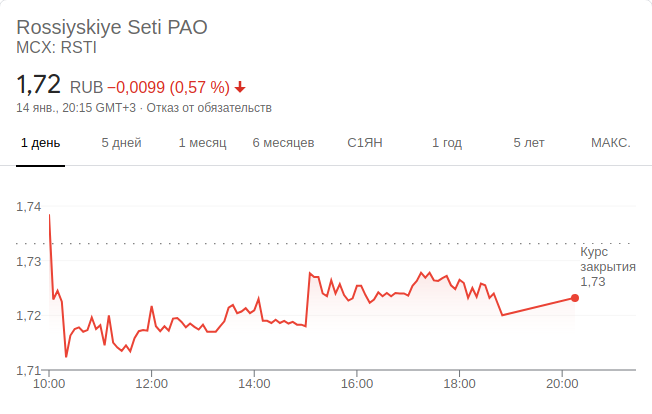 Rossiyskiye Seti PAO
MCX: RSTI
1,72 RUB −0,0099 (0,57 %)
14 янв., 20:15 GMT+3 · Отказ от обязательств
1 день 5 дней 1 месяц 6 месяцев С1ЯН 1 год 5 лет МАКС.
1,74
Курс
закрытия
1,73
1,73
1,72
1,71
10:00 12:00 14:00 16:00 18:00 20:00